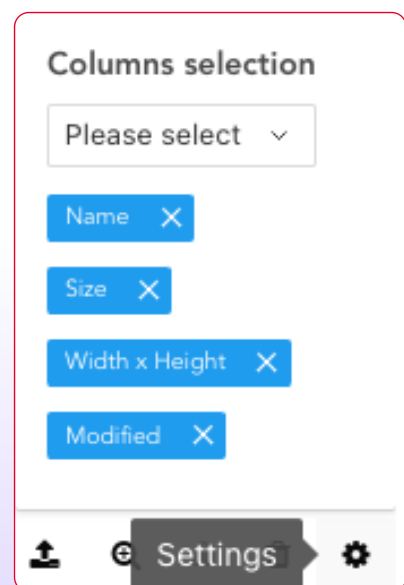 Columns selection
Please select
Name
Size
Width x Height
Modified
Settings